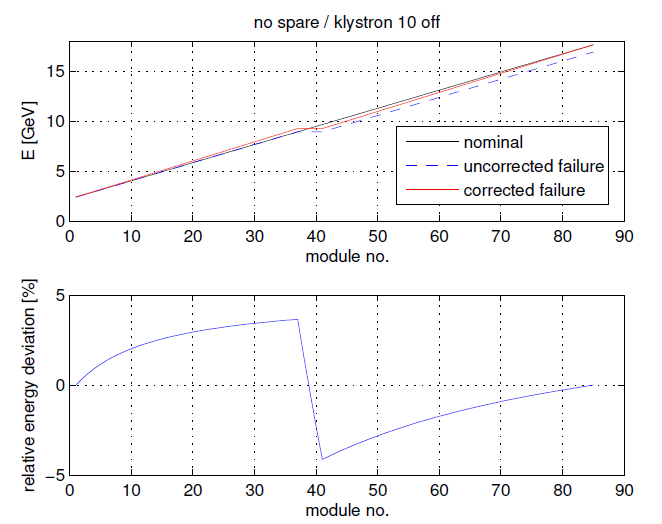 no spare / klystron 10 off
E [GeV]
15
10
5
0
nominal
uncorrected failure
corrected failure
0 10 20 30 40 50 60 70 80 90
module no.
relative energy deviation [%]
5
0
−5
0 10 20 30 40 50 60 70 80 90
module no.